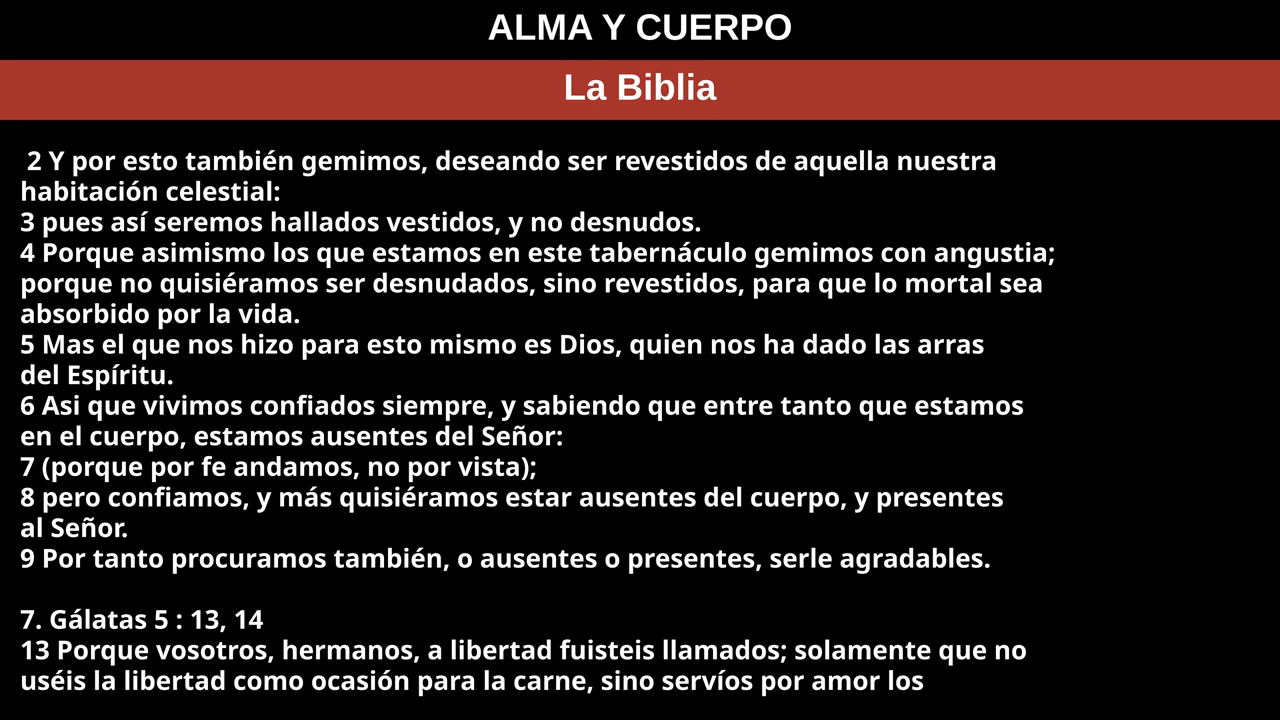 ALMA Y CUERPO
La Biblia
2 Y por esto también gemimos, deseando ser revestidos de aquella nuestra
habitación celestial:
3 pues así seremos hallados vestidos, y no desnudos.
4 Porque asimismo los que estamos en este tabernáculo gemimos con angustia;
porque no quisiéramos ser desnudados, sino revestidos, para que lo mortal sea
absorbido por la vida.
5 Mas el que nos hizo para esto mismo es Dios, quien nos ha dado las arras
del Espíritu.
6 Asi que vivimos confiados siempre, y sabiendo que entre tanto que estamos
en el cuerpo, estamos ausentes del Señor:
7 (porque por fe andamos, no por vista);
8 pero confiamos, y más quisiéramos estar ausentes del cuerpo, y presentes
al Señor.
9 Por tanto procuramos también, o ausentes o presentes, serle agradables.
7. Gálatas 5 : 13, 14
13 Porque vosotros, hermanos, a libertad fuisteis llamados; solamente que no
uséis la libertad como ocasión para la carne, sino servíos por amor los